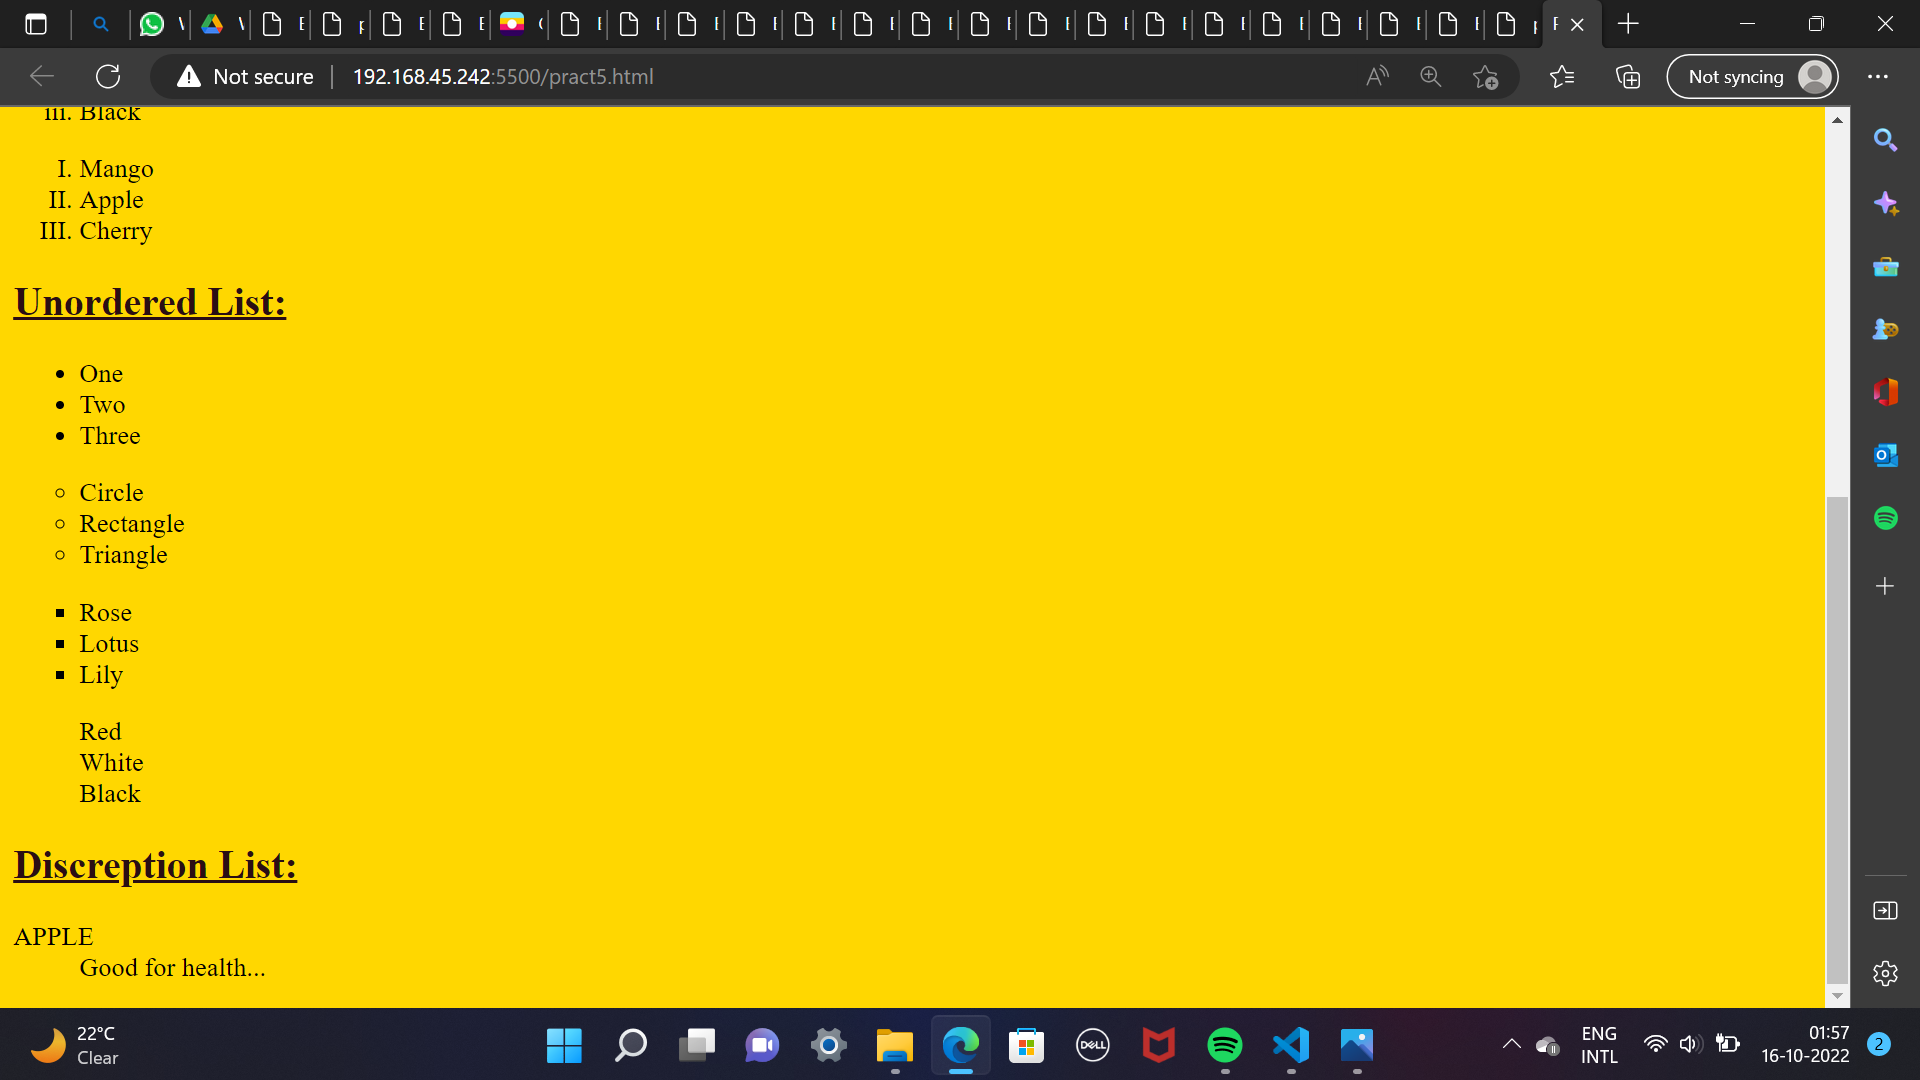 Not secure
192.168.45.242:5500/pract5.html
Not syncing
iii. Black
I. Mango
II. Apple
III. Cherry
Unordered List:
One
Two
Three
Circle
Rectangle
Triangle
Rose
Lotus
Lily
Red
White
Black
Discreption List:
APPLE
Good for health...
22°C
Clear
DELL
ENG
INTL
01:57
16-10-2022
2